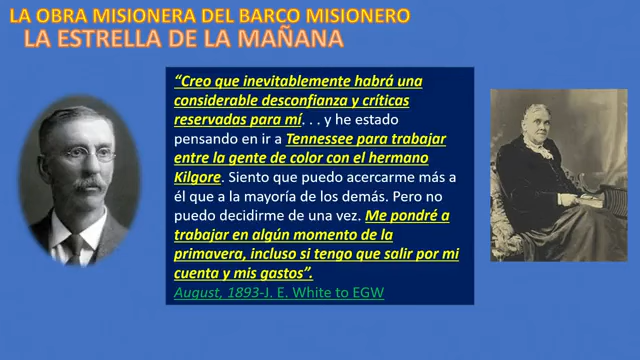 LA OBRA MISIONERA DEL BARCO MISIONERO
LA ESTRELLA DE LA MAÑANA
“Creo que inevitablemente habrá una
considerable desconfianza y críticas
reservadas para mí. . . y he estado
pensando en ir a Tennessee para trabajar
entre la gente de color con el hermano
Kilgore. Siento que puedo acercarme más a
él que a la mayoría de los demás. Pero no
puedo decidirme de una vez. Me pondré a
trabajar en algún momento de la
primavera, incluso si tengo que salir por mi
cuenta y mis gastos”.
August, 1893-J. E. White to EGW